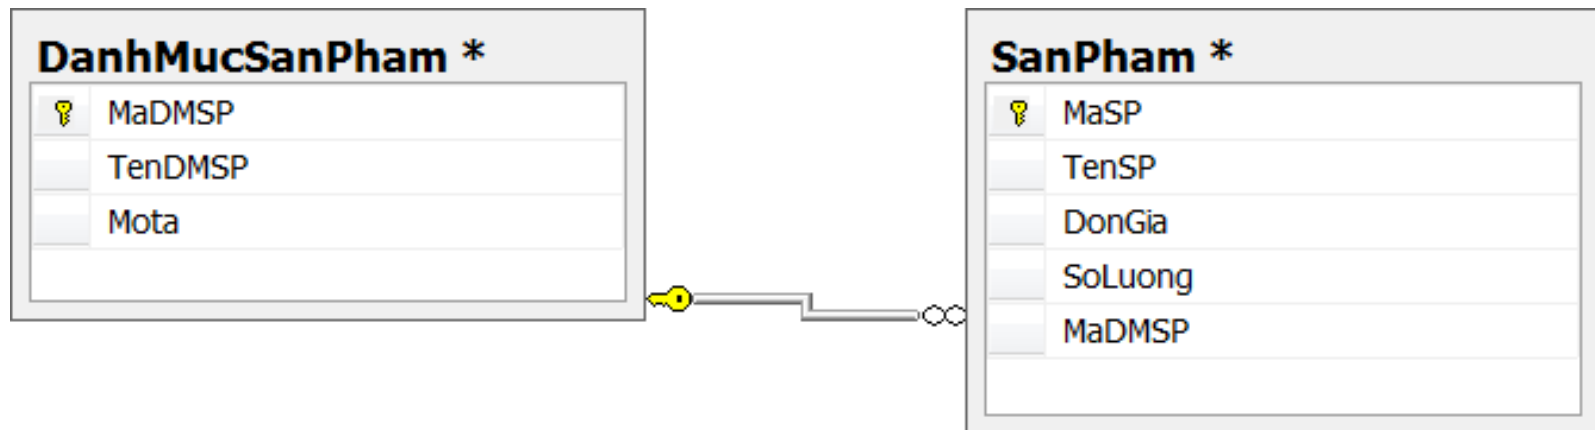 DanhMucSanPham *
MaDMSP
TenDMSP
Mota
SanPham *
MaSP
TenSP
DonGia
SoLuong
MaDMSP